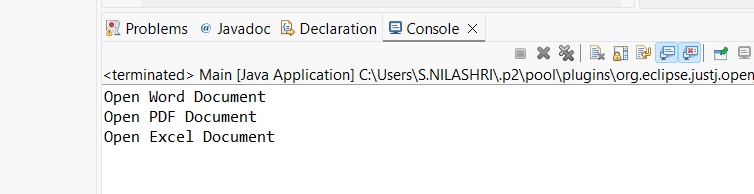 Problems @ Javadoc Declaration Console
<terminated> Main [Java Application] C:\Users\S.NILASHRI\.p2\pool\plugins\org.eclipse.justj.open
Open Word Document
Open PDF Document
Open Excel Document